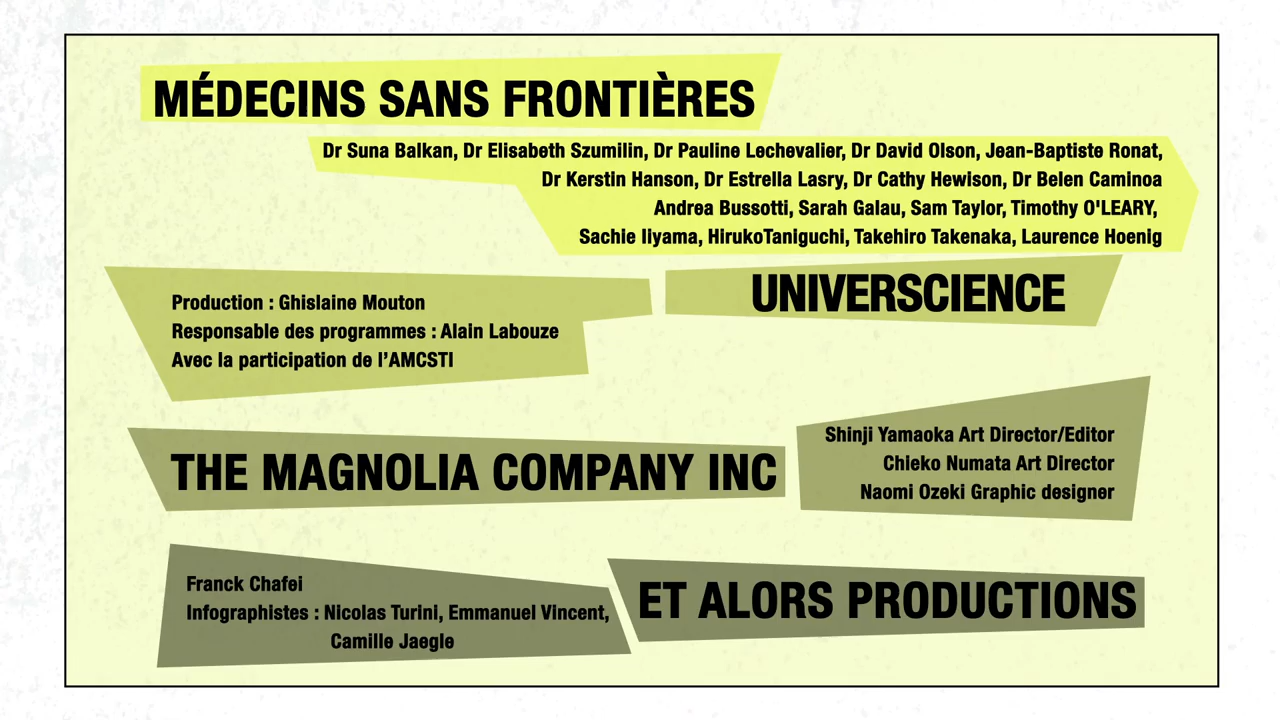 MÉDECINS SANS FRONTIÈRES
Dr Suna Balkan, Dr Elisabeth Szumilin, Dr Pauline Lechevalier, Dr David Olson, Jean-Baptiste Ronat,
Dr Kerstin Hanson, Dr Estrella Lasry, Dr Cathy Hewison, Dr Belen Caminoa
Andrea Bussotti, Sarah Galau, Sam Taylor, Timothy O'LEARY,
Sachie Iiyama, HirukoTaniguchi, Takehiro Takenaka, Laurence Hoenig
UNIVERSCIENCE
Production : Ghislaine Mouton
Responsable des programmes : Alain Labouze
Avec la participation de l’AMCSTI
THE MAGNOLIA COMPANY INC
Shinji Yamaoka Art Director/Editor
Chieko Numata Art Director
Naomi Ozeki Graphic designer
ET ALORS PRODUCTIONS
Franck Chafei
Infographistes : Nicolas Turini, Emmanuel Vincent,
Camille Jaegle